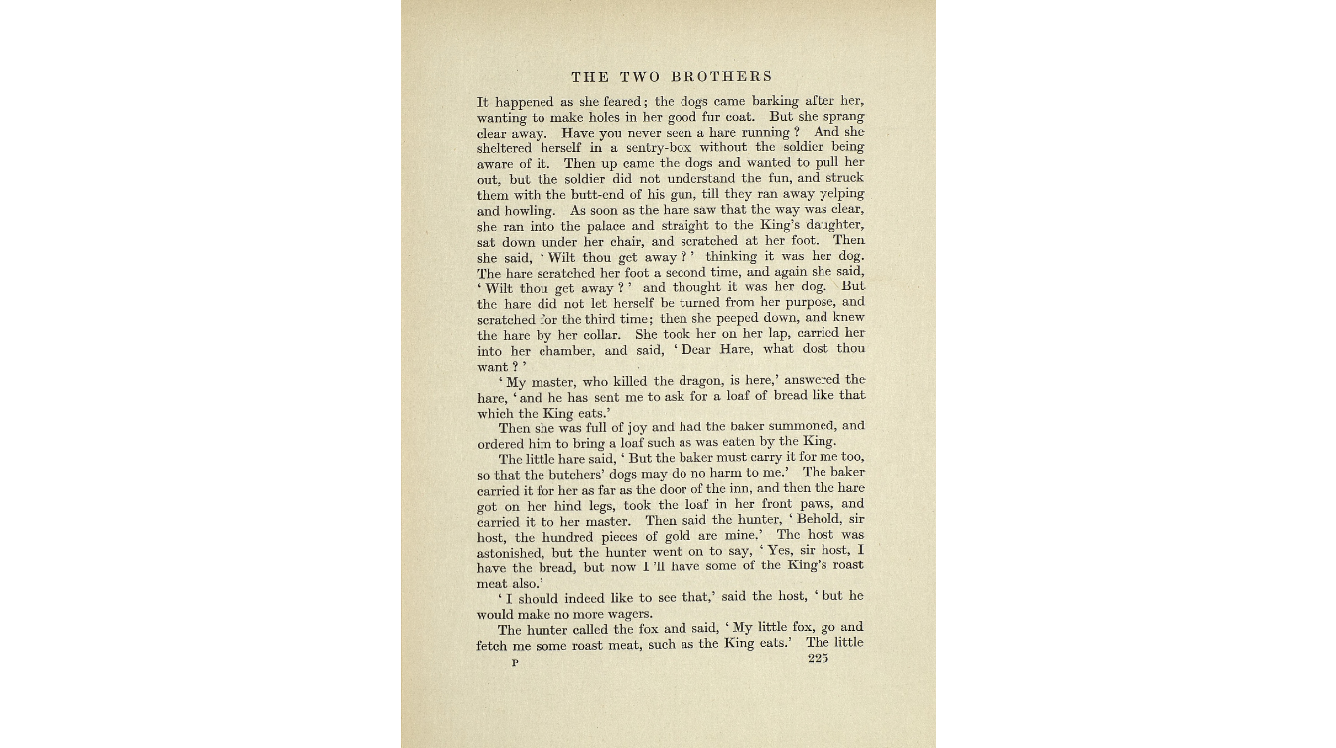 THE TWO BROTHERS
It happened as she feared; the dogs came barking after her,
wanting to make holes in her good fur coat. But she sprang
clear away. Have you never seen a hare running? And she
sheltered herself in a sentry-box without the soldier being
aware of it. Then up came the dogs and wanted to pull her
out, but the soldier did not understand the fun, and struck
them with the butt-end of his gun, till they ran away yelping
and howling. As soon as the hare saw that the way was clear,
she ran into the palace and straight to the King's daughter,
sat down under her chair, and scratched at her foot. Then
she said, ‘Wilt thou get away?’ thinking it was her dog.
The hare scratched her foot a second time, and again she said,
‘Wilt thou get away?’ and thought it was her dog. But
the hare did not let herself be turned from her purpose, and
scratched for the third time; then she peeped down, and knew
the hare by her collar. She took her on her lap, carried her
into her chamber, and said, ‘Dear Hare, what dost thou
want?’
‘My master, who killed the dragon, is here,’ answered the
hare, ‘and he has sent me to ask for a loaf of bread like that
which the King eats.’
Then she was full of joy and had the baker summoned, and
ordered him to bring a loaf such as was eaten by the King.
The little hare said, ‘But the baker must carry it for me too,
so that the butchers’ dogs may do no harm to me.’ The baker
carried it for her as far as the door of the inn, and then the hare
got on her hind legs, took the loaf in her front paws, and
carried it to her master. Then said the hunter, ‘Behold, sir
host, the hundred pieces of gold are mine.’ The host was
astonished, but the hunter went on to say, ‘Yes, sir host, I
have the bread, but now I'll have some of the King's roast
meat also.’
‘I should indeed like to see that,’ said the host, ‘but he
would make no more wagers.
The hunter called the fox and said, ‘My little fox, go and
fetch me some roast meat, such as the King eats.’ The little
P 225